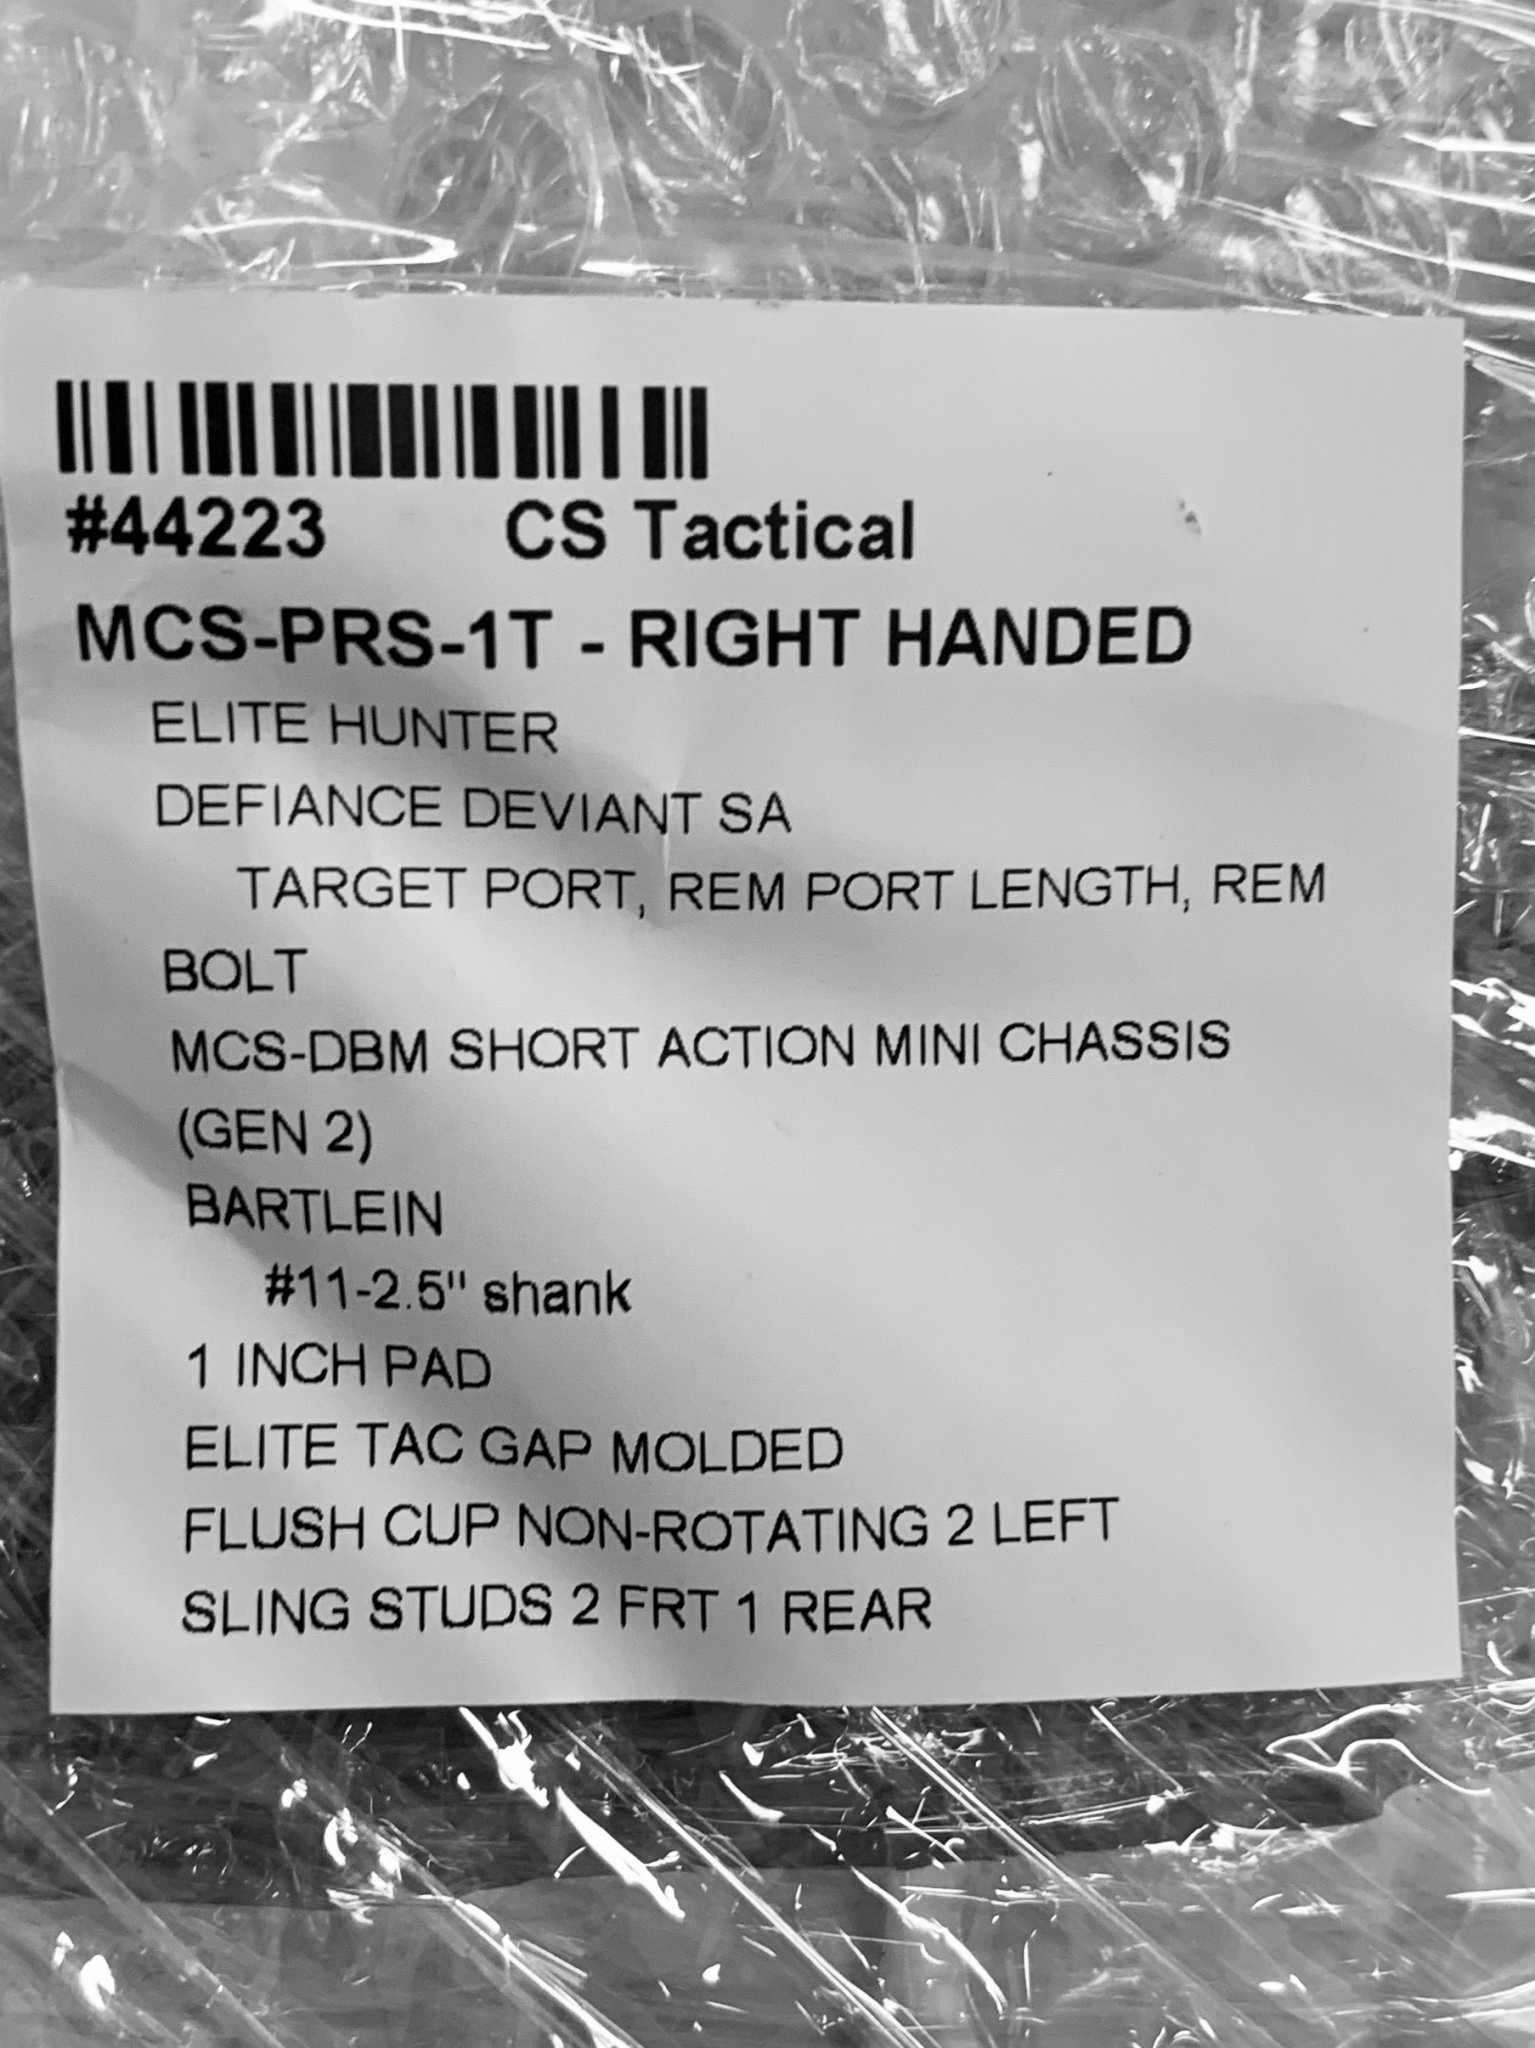 #44223 CS Tactical
MCS-PRS-1T - RIGHT HANDED
ELITE HUNTER
DEFIANCE DEVIANT SA
TARGET PORT, REM PORT LENGTH, REM
BOLT
MCS-DBM SHORT ACTION MINI CHASSIS
(GEN 2)
BARTLEIN
#11-2.5" shank
1 INCH PAD
ELITE TAC GAP MOLDED
FLUSH CUP NON-ROTATING 2 LEFT
SLING STUDS 2 FRT 1 REAR